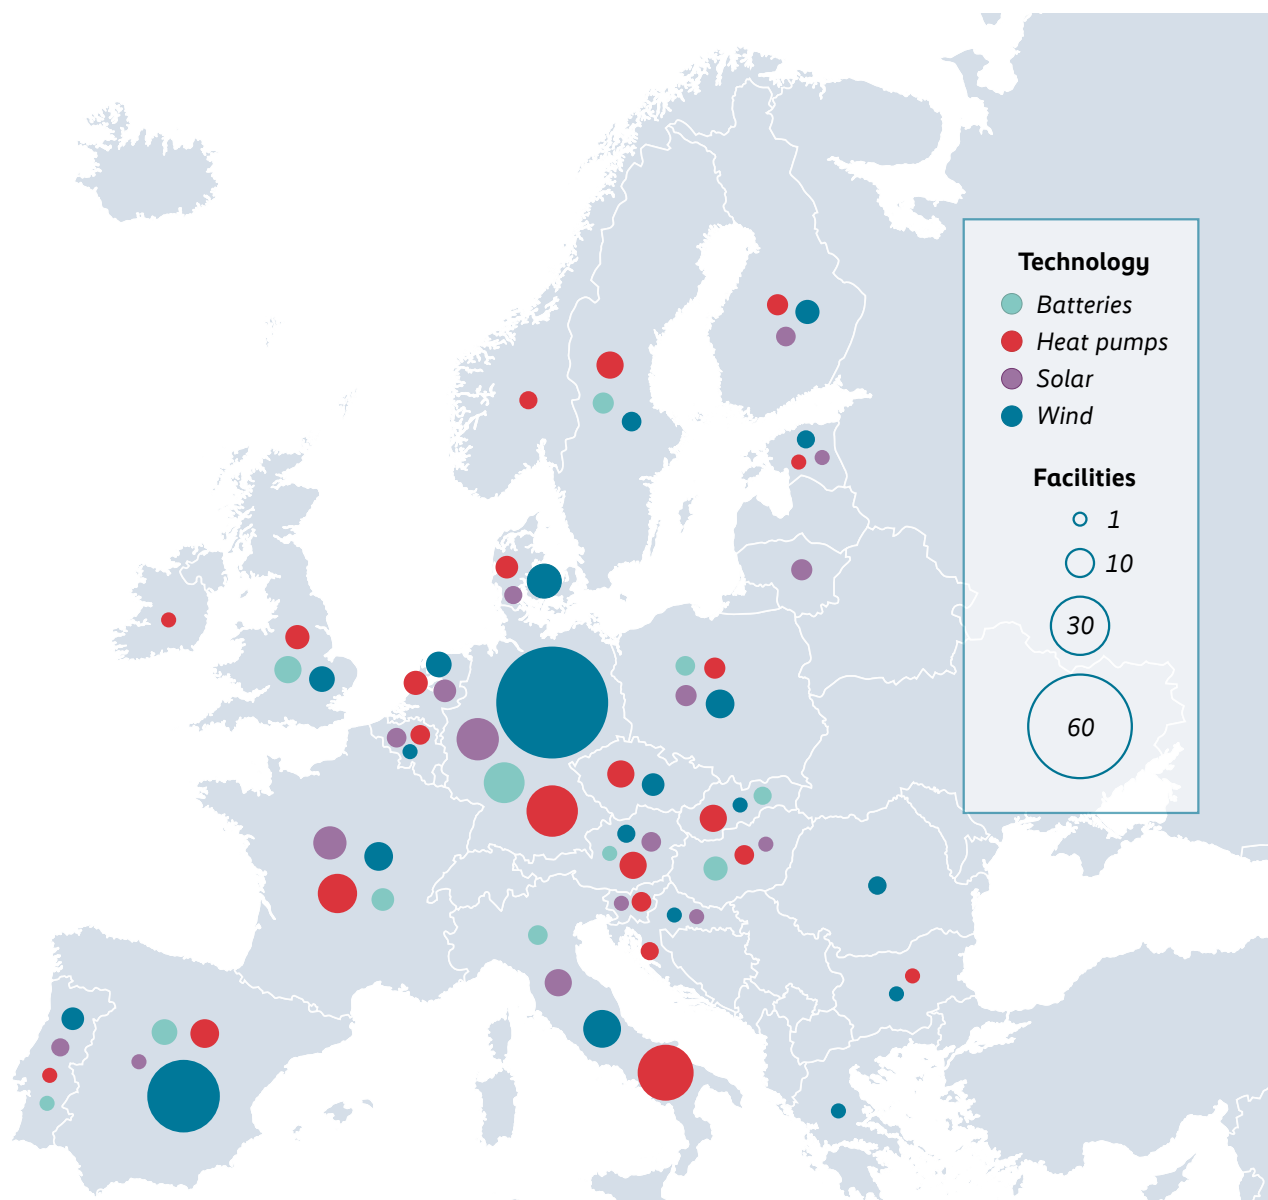 Technology
Batteries
Heat pumps
Solar
Wind
Facilities
1
10
30
60